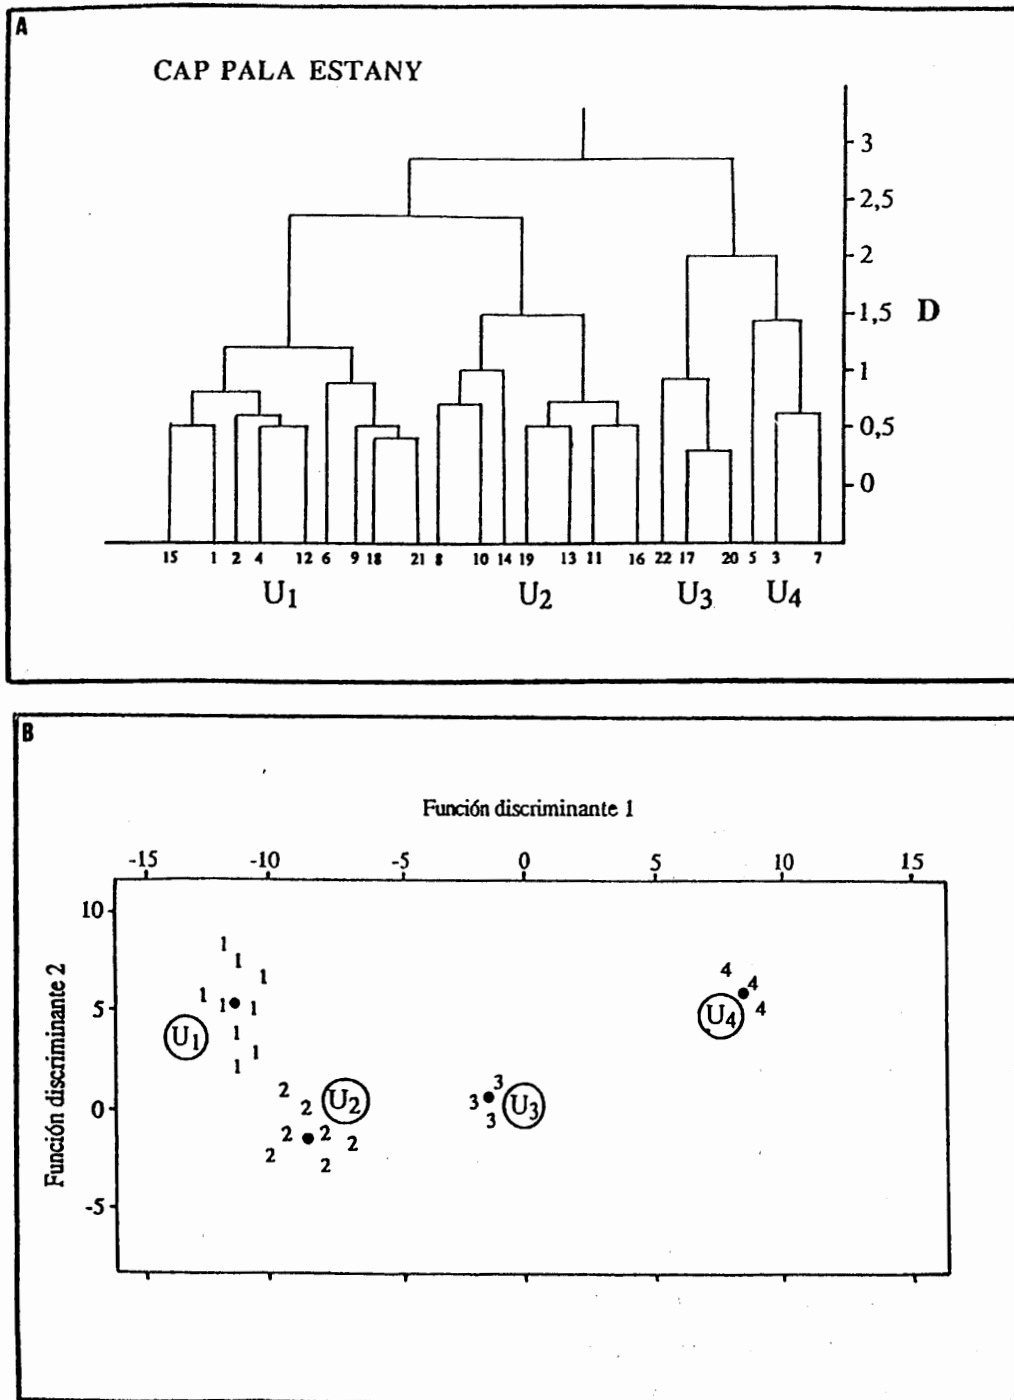 A
CAP PALA ESTANY
3
2,5
2
1,5 D
1
0,5
0
15 1 2 4 12 6 9 18 21 8 10 14 19 13 11 16 22 17 20 5 3 7
U1 U2 U3 U4
B
Función discriminante 1
-15 -10 -5 0 5 10 15
Función discriminante 2
10
5
0
-5
1
1
1
1
1
1
1
1
1
U1
2
2
2
2
2
2
2
U2
3
3
3
U3
4
4
4
U4